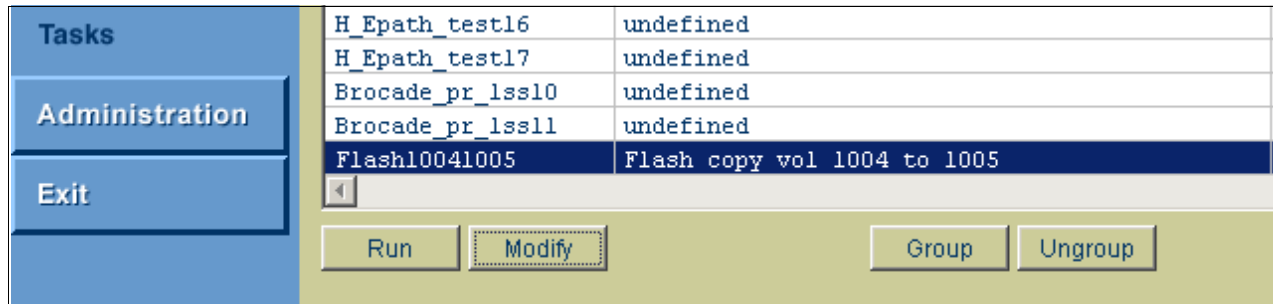 Tasks
Administration
Exit
H_Epath_test16 undefined
H_Epath_test17 undefined
Brocade_pr_lss10 undefined
Brocade_pr_lss11 undefined
Flash10041005 Flash copy vol 1004 to 1005
Run Modify Group Ungroup